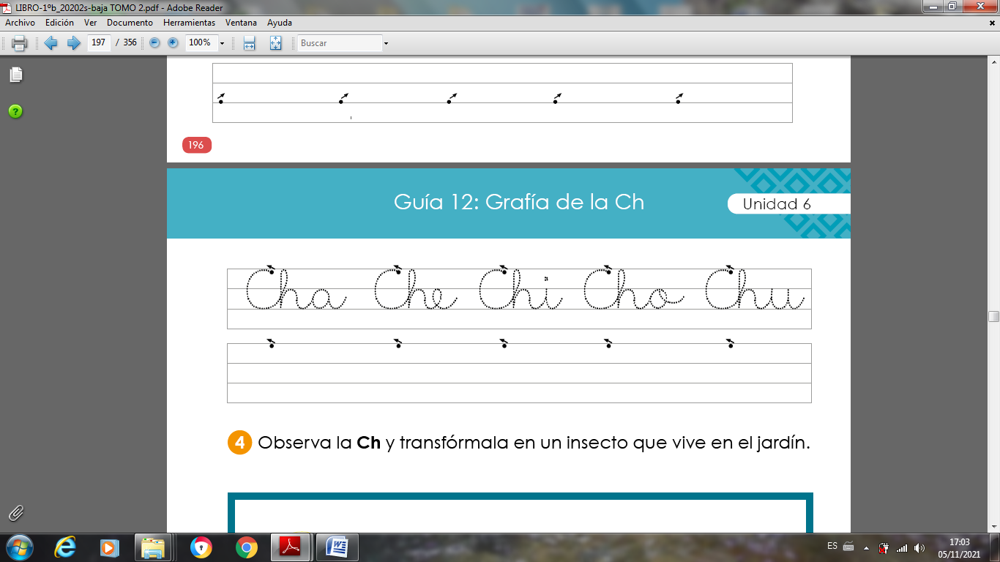 LIBRO-1ºb_20202s-baja TOMO 2.pdf - Adobe Reader
Archivo Edición Ver Documento Herramientas Ventana Ayuda
197 / 356 100% Buscar
196
Guía 12: Grafía de la Ch
Unidad 6
Cha Che Chi Cho Chu
4 Observa la Ch y transfórmala en un insecto que vive en el jardín.
ES
17:03
05/11/2021